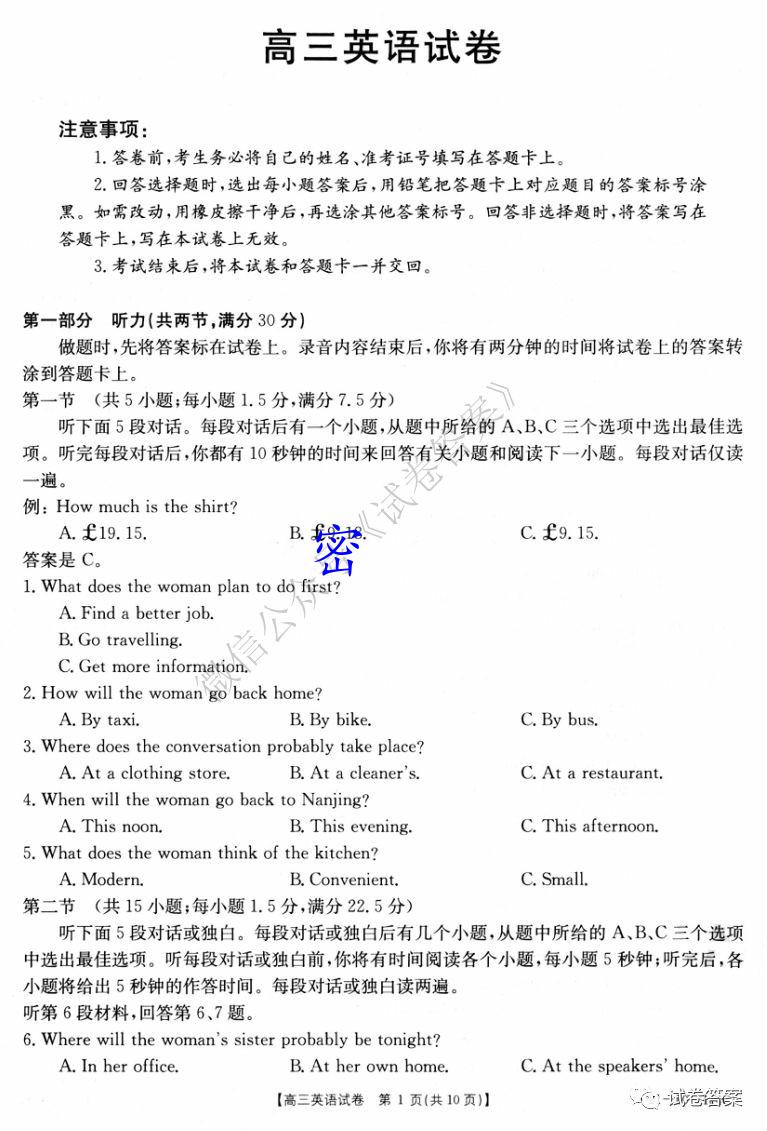 高三英语试卷
注意事项:
1.答卷前,考生务必将自己的姓名、准考证号填写在答题卡上。
2.回答选择题时,选出每小题答案后,用铅笔把答题卡上对应题目的答案标号涂
黑。如需改动,用橡皮擦干净后,再选涂其他答案标号。回答非选择题时,将答案写在
答题卡上,写在本试卷上无效。
3.考试结束后,将本试卷和答题卡一并交回。
第一部分 听力(共两节,满分30分)
做题时,先将答案标在试卷上。录音内容结束后,你将有两分钟的时间将试卷上的答案转
涂到答题卡上。
第一节 (共5小题;每小题1.5分,满分7.5分)
听下面5段对话。每段对话后有一个小题,从题中所给的A、B、C三个选项中选出最佳选
项。听完每段对话后,你都有10秒钟的时间来回答有关小题和阅读下一小题。每段对话仅读
一遍。
例: How much is the shirt?
A. £19.15. B. £9.18. C. £9.15.
密
答案是C。
1. What does the woman plan to do first?
A. Find a better job.
B. Go travelling.
C. Get more information.
微信公众号《试卷答案》
2. How will the woman go back home?
A. By taxi. B. By bike. C. By bus.
3. Where does the conversation probably take place?
A. At a clothing store. B. At a cleaner's. C. At a restaurant.
4. When will the woman go back to Nanjing?
A. This noon. B. This evening. C. This afternoon.
5. What does the woman think of the kitchen?
A. Modern. B. Convenient. C. Small.
第二节 (共15小题;每小题1.5分,满分22.5分)
听下面5段对话或独白。每段对话或独白后有几个小题,从题中所给的A、B、C三个选项
中选出最佳选项。听每段对话或独白前,你将有时间阅读各个小题,每小题5秒钟;听完后,各
小题将给出5秒钟的作答时间。每段对话或独白读两遍。
听第6段材料,回答第6、7题。
6. Where will the woman's sister probably be tonight?
A. In her office. B. At her own home. C. At the speakers' home.
【高三英语试卷 第1页(共10页)】
试卷答案